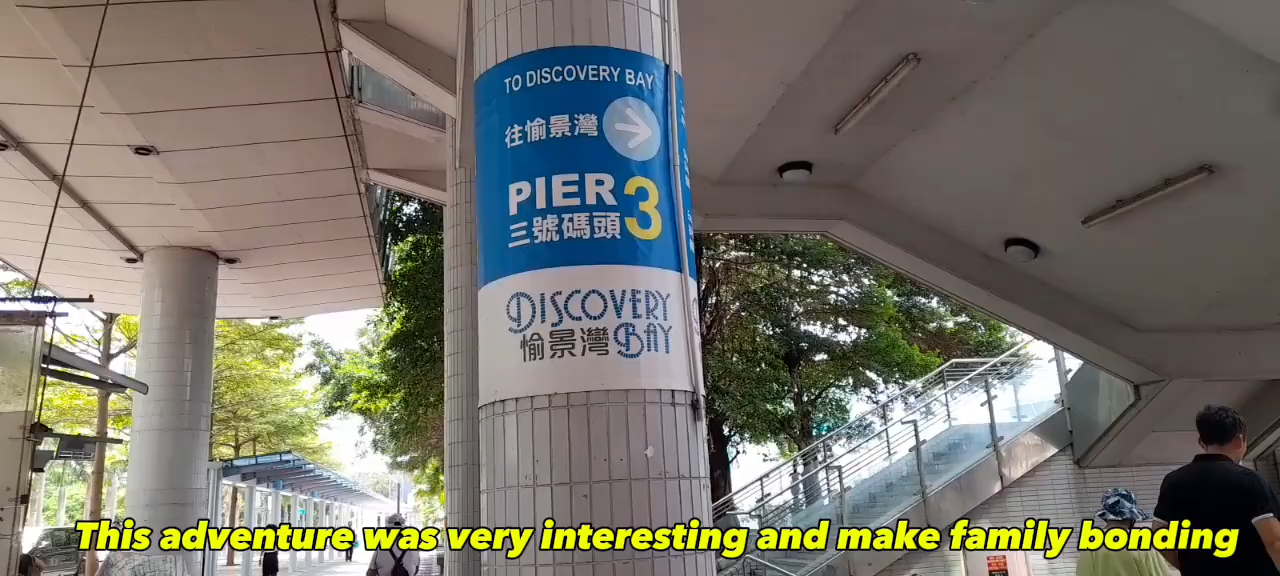 TO DISCOVERY BAY
往愉景灣
PIER 3
三號碼頭
DISCOVERY
愉景灣 BAY
This adventure was very interesting and make family bonding